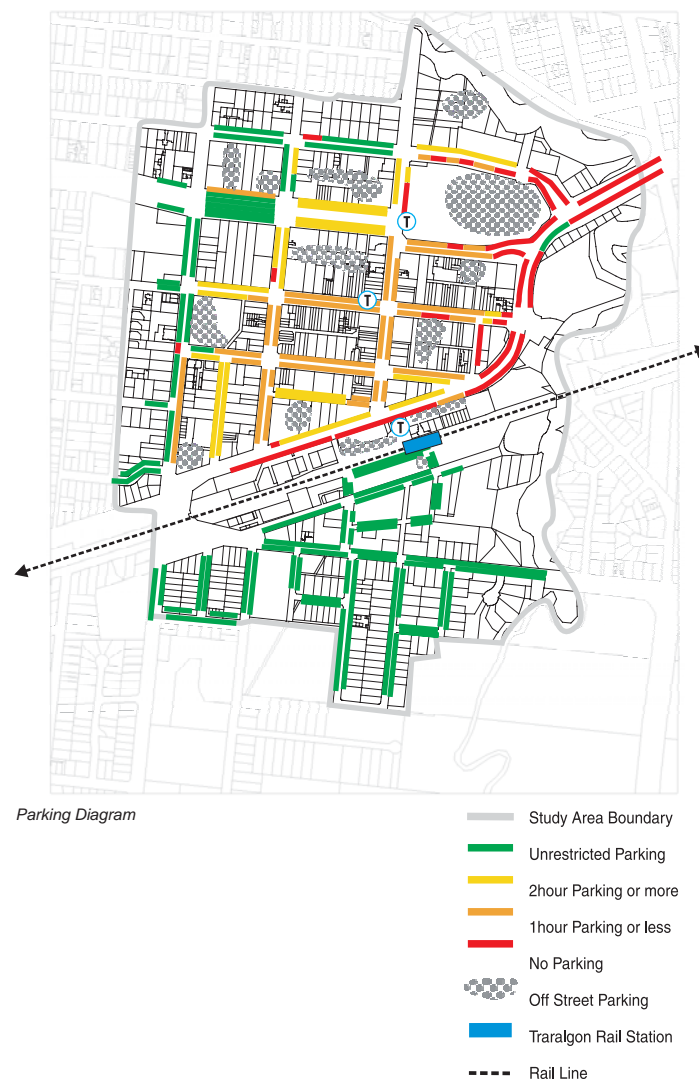 T
T
T
Parking Diagram
Study Area Boundary
Unrestricted Parking
2hour Parking or more
1hour Parking or less
No Parking
Off Street Parking
Traralgon Rail Station
Rail Line